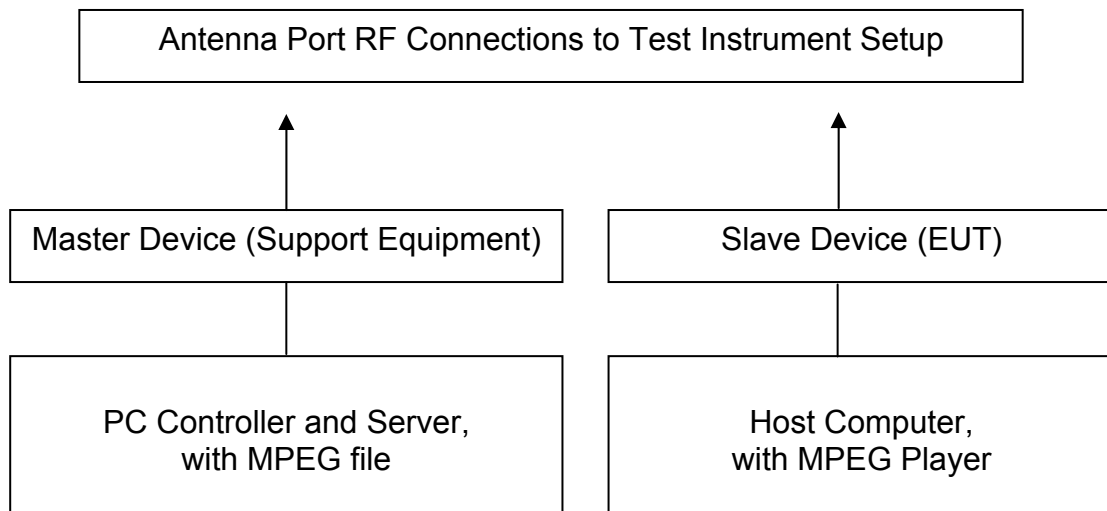 Antenna Port RF Connections to Test Instrument Setup
Master Device (Support Equipment)
Slave Device (EUT)
PC Controller and Server,
with MPEG file
Host Computer,
with MPEG Player